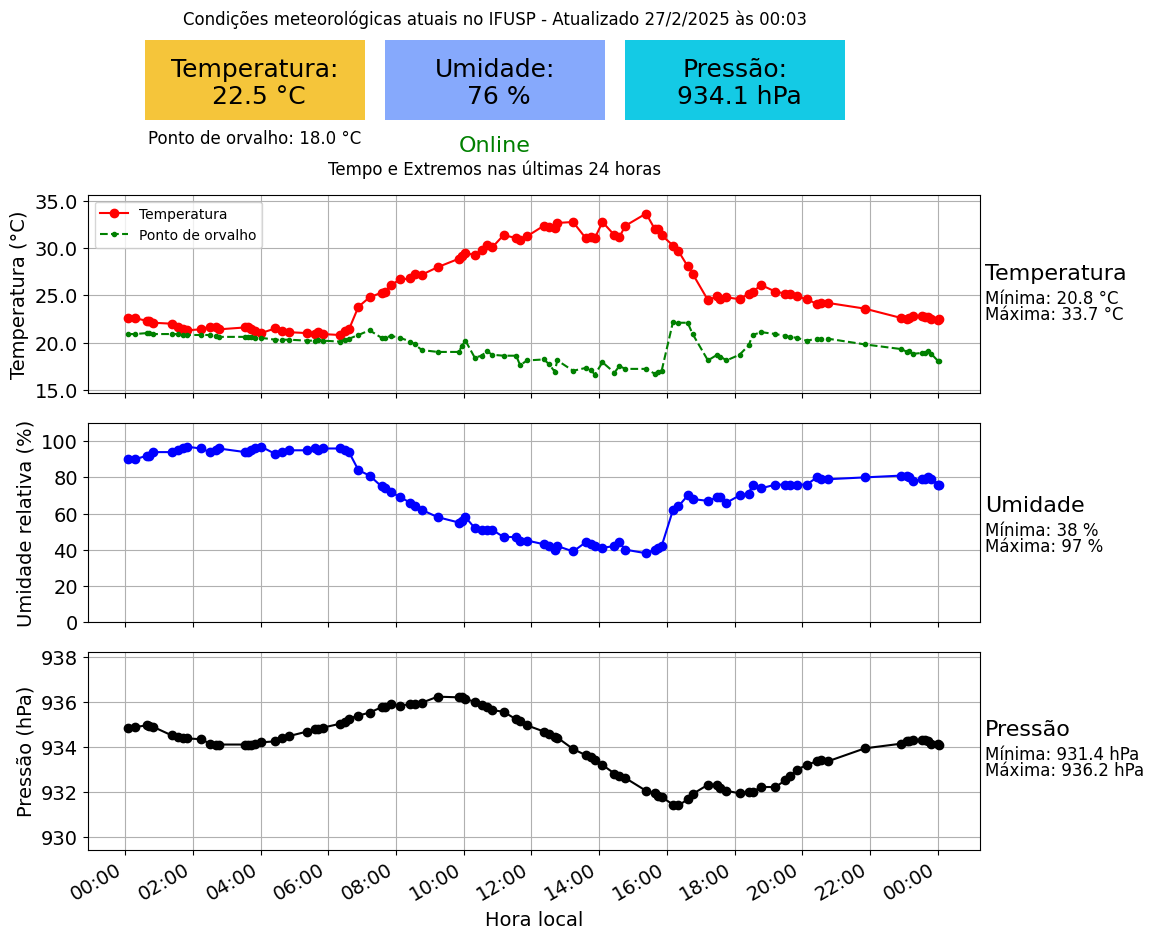 Condições meteorológicas atuais no IFUSP - Atualizado 27/2/2025 às 00:03
Temperatura:
22.5 °C
Umidade:
76 %
Pressão:
934.1 hPa
Ponto de orvalho: 18.0 °C
Online
Tempo e Extremos nas últimas 24 horas
Temperatura (°C)
35.0
30.0
25.0
20.0
15.0
Temperatura
Ponto de orvalho
Temperatura
Mínima: 20.8 °C
Máxima: 33.7 °C
Umidade relativa (%)
100
80
60
40
20
0
Umidade
Mínima: 38 %
Máxima: 97 %
Pressão (hPa)
938
936
934
932
930
Pressão
Mínima: 931.4 hPa
Máxima: 936.2 hPa
00:00 02:00 04:00 06:00 08:00 10:00 12:00 14:00 16:00 18:00 20:00 22:00 00:00
Hora local